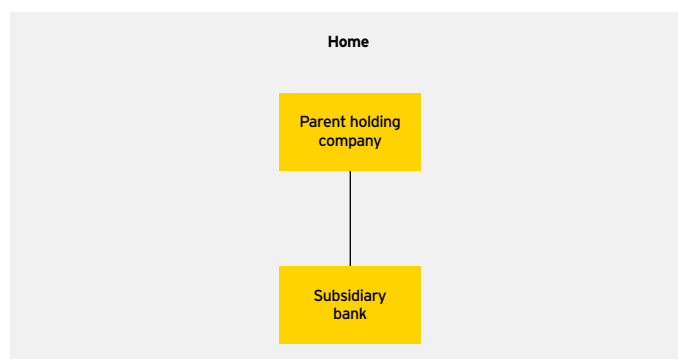 Home
Parent holding
company
Subsidiary
bank